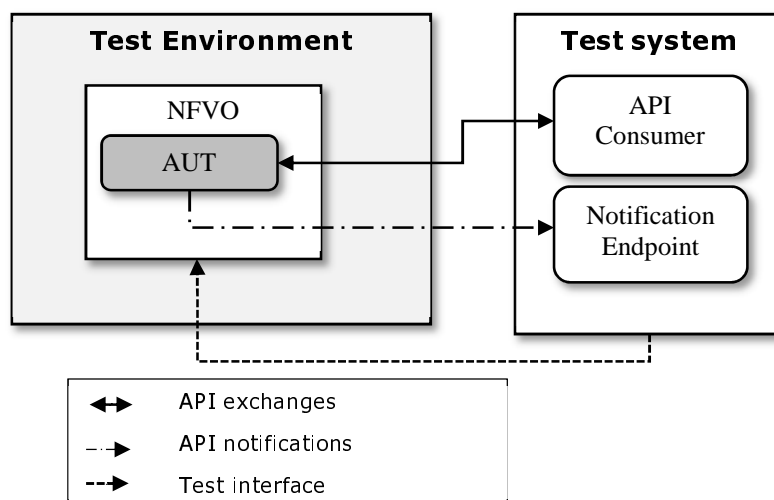 Test Environment
Test system
NFVO
AUT
API
Consumer
Notification
Endpoint
API exchanges
API notifications
Test interface